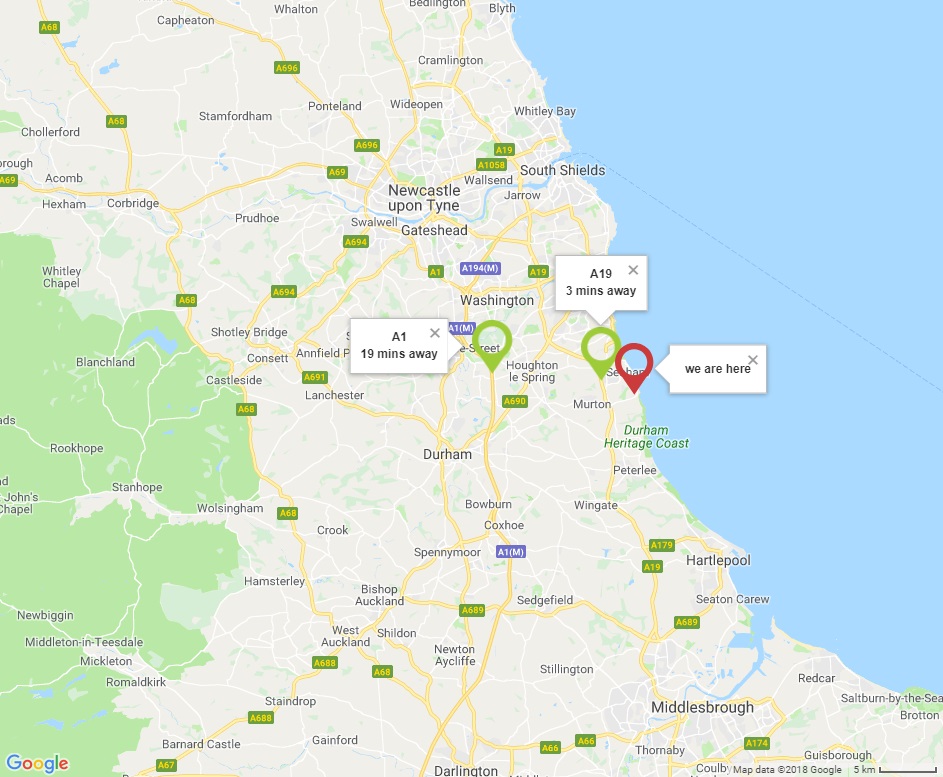 Whalton
Bedlington
Blyth
A68
Capheaton
A696
Cramlington
Ponteland
Wideopen
Whitley Bay
Stamfordham
A68
Chollerford
A696
A19
A1058
South Shields
Acomb
A69
A69
Wallsend
Hexham
Corbridge
Newcastle
upon Tyne
Jarrow
Prudhoe
Swalwell
Gateshead
A694
A194(M)
A1
A19
Whitley
Chapel
A19
3 mins away
A694
A68
Washington
Shotley Bridge
A1(M)
A1
19 mins away
e-Street
Consett
Annfield P
Blanchland
Houghton
le Spring
Seaham
we are here
Castleside
A691
Lanchester
A690
Murton
A68
Durham
Heritage Coast
ads
Rookhope
Durham
Peterlee
Stanhope
d
John's
Chapel
Wolsingham
A68
Bowburn
Wingate
Crook
Coxhoe
Spennymoor
A1(M)
A179
A19
Hartlepool
Hamsterley
Bishop
Auckland
Sedgefield
Seaton Carew
Newbiggin
A689
A689
Middleton-in-Teesdale
West
Auckland
Shildon
Mickleton
A688
Newton
Aycliffe
A68
Stillington
Redcar
Romaldkirk
Saltburn-by-the-Sea
Staindrop
Middlesbrough
Brotton
A688
Barnard Castle
Gainford
A66
A66
Thornaby
A174
Guisborough
Google
A67
Darlington
Coulby
Map data ©2018 Google
5 km